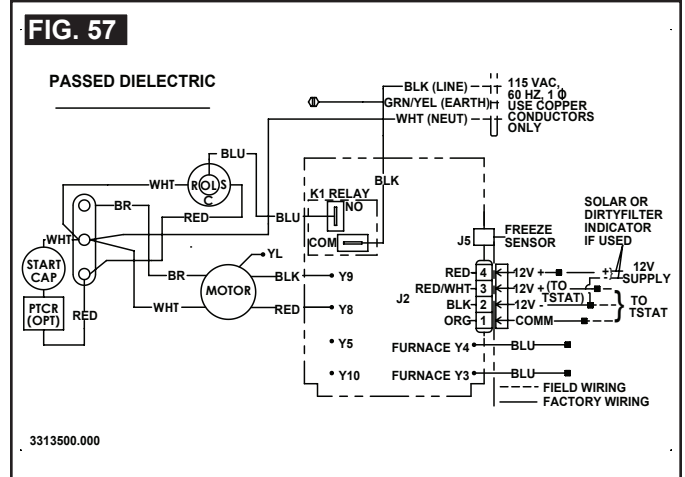 FIG. 57
PASSED DIELECTRIC
BLK (LINE)
GRN/YEL (EARTH)
WHT (NEUT)
115 VAC,
60 HZ, 1 ϕ
USE COPPER
CONDUCTORS
ONLY
BLU
WHT
R OL S
C
RED
BR
WHT
START
CAP
PTCR
(OPT)
RED
BLK
K1 RELAY
NO
BLU
COM
YL
BR
MOTOR
BLK
Y9
WHT
RED
Y8
Y5
Y10
J5
FREEZE
SENSOR
SOLAR OR
DIRTYFILTER
INDICATOR
IF USED
J2
RED 4 12V + + 12V
SUPPLY
RED/WHT 3 12V + (TO
TSTAT)
BLK 2 12V - -
ORG 1 COMM
TO
TSTAT
FURNACE Y4 BLU
FURNACE Y3 BLU
FIELD WIRING
FACTORY WIRING
3313500.000